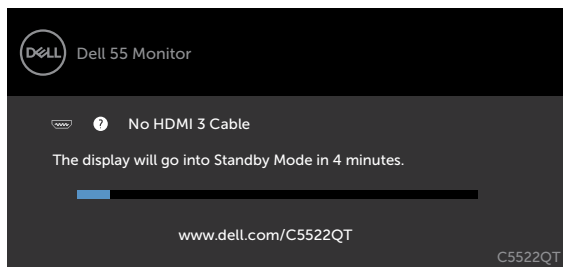 DELL
Dell 55 Monitor
? No HDMI 3 Cable
The display will go into Standby Mode in 4 minutes.
www.dell.com/C5522QT
C5522QT